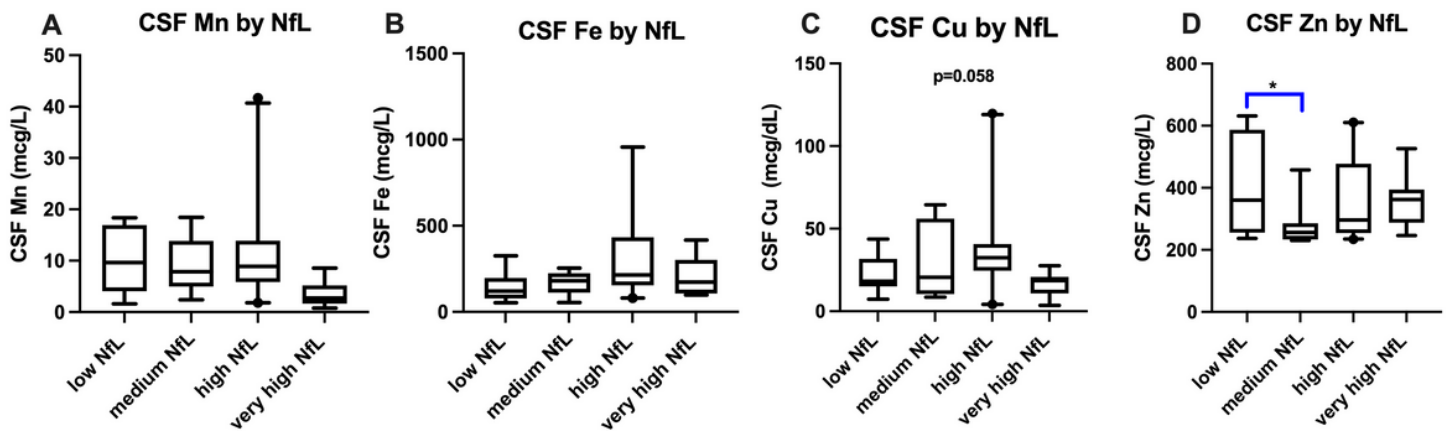 A
CSF Mn by NfL
CSF Mn (mcg/L)
50
40
30
20
10
0
low NfL
medium NfL
high NfL
very high NfL
B
CSF Fe by NfL
CSF Fe (mcg/L)
1500
1000
500
0
low NfL
medium NfL
high NfL
very high NfL
C
CSF Cu by NfL
p=0.058
CSF Cu (mcg/dL)
150
100
50
0
low NfL
medium NfL
high NfL
very high NfL
D
CSF Zn by NfL
*
CSF Zn (mcg/L)
800
600
400
200
0
low NfL
medium NfL
high NfL
very high NfL